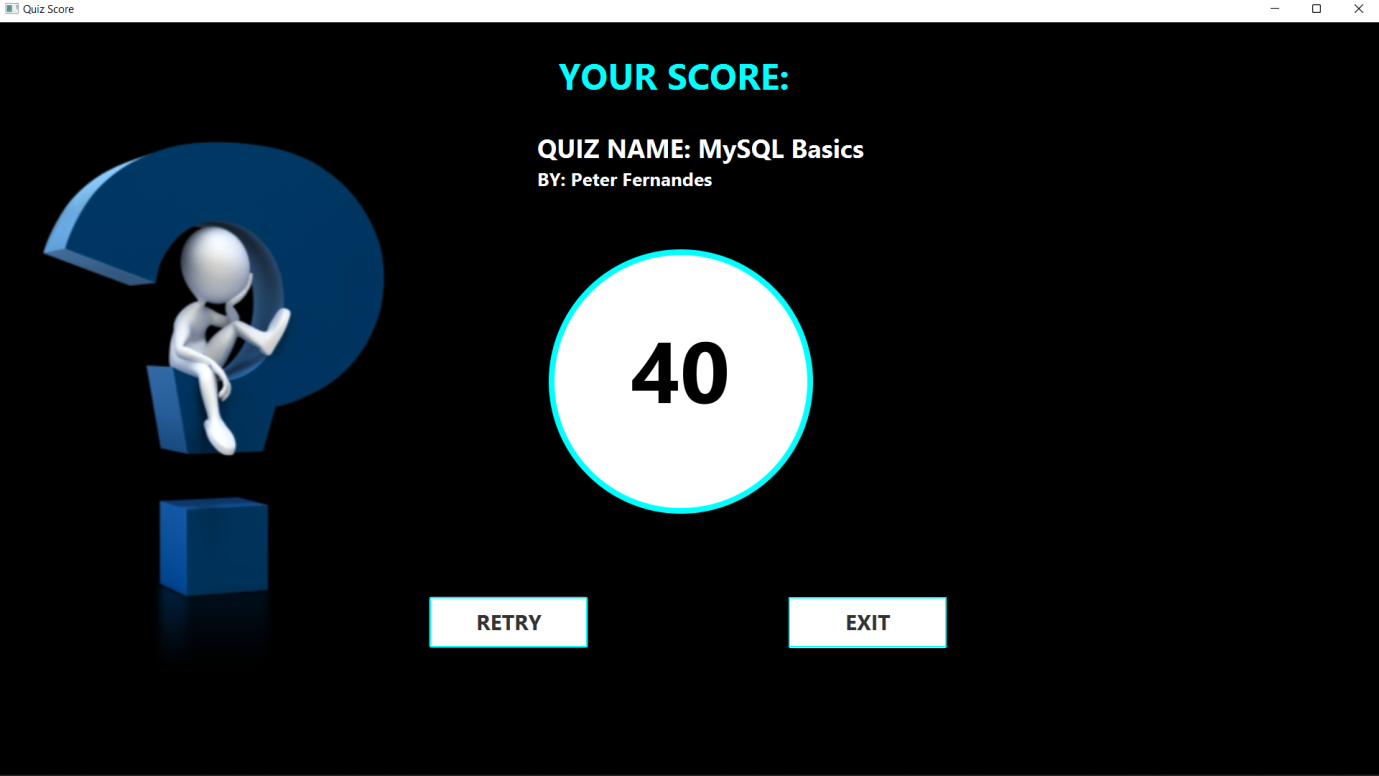 Quiz Score
YOUR SCORE:
QUIZ NAME: MySQL Basics
BY: Peter Fernandes
40
RETRY
EXIT